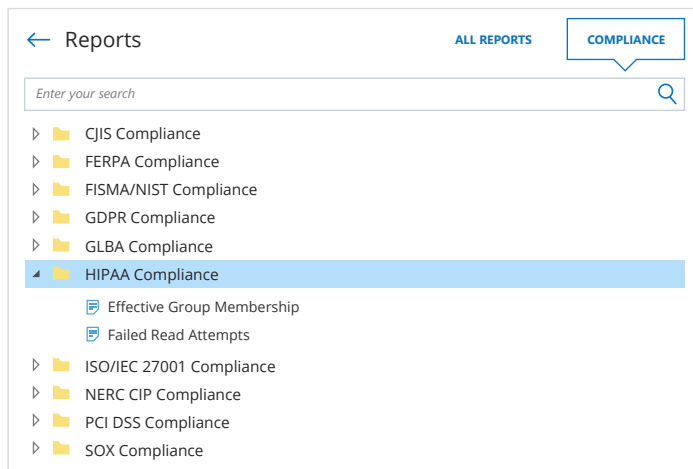 Reports ALL REPORTS COMPLIANCE
Enter your search
CJIS Compliance
FERPA Compliance
FISMA/NIST Compliance
GDPR Compliance
GLBA Compliance
HIPAA Compliance
Effective Group Membership
Failed Read Attempts
ISO/IEC 27001 Compliance
NERC CIP Compliance
PCI DSS Compliance
SOX Compliance